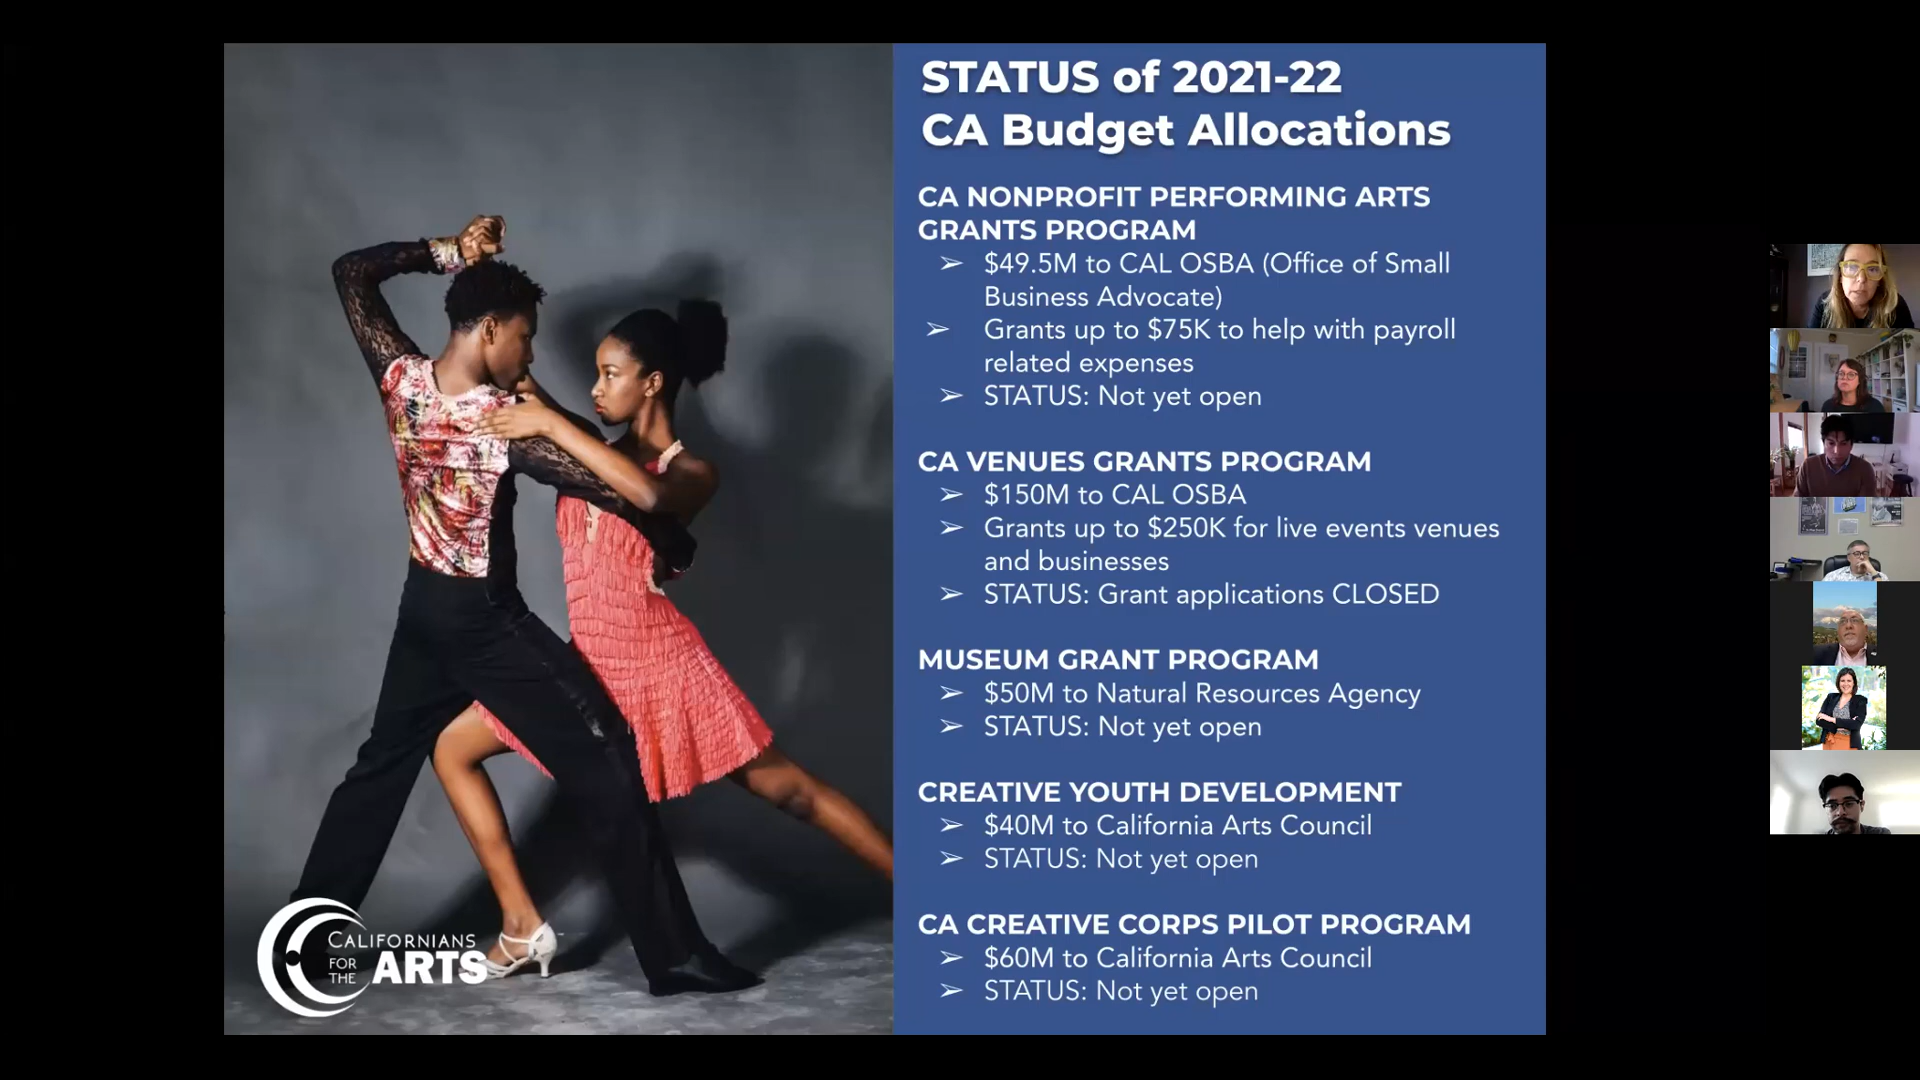 STATUS of 2021-22
CA Budget Allocations
CA NONPROFIT PERFORMING ARTS
GRANTS PROGRAM
➢ $49.5M to CAL OSBA (Office of Small
Business Advocate)
➢ Grants up to $75K to help with payroll
related expenses
➢ STATUS: Not yet open
CA VENUES GRANTS PROGRAM
➢ $150M to CAL OSBA
➢ Grants up to $250K for live events venues
and businesses
➢ STATUS: Grant applications CLOSED
MUSEUM GRANT PROGRAM
➢ $50M to Natural Resources Agency
➢ STATUS: Not yet open
CREATIVE YOUTH DEVELOPMENT
➢ $40M to California Arts Council
➢ STATUS: Not yet open
CA CREATIVE CORPS PILOT PROGRAM
➢ $60M to California Arts Council
➢ STATUS: Not yet open
CALIFORNIANS
FOR THE ARTS